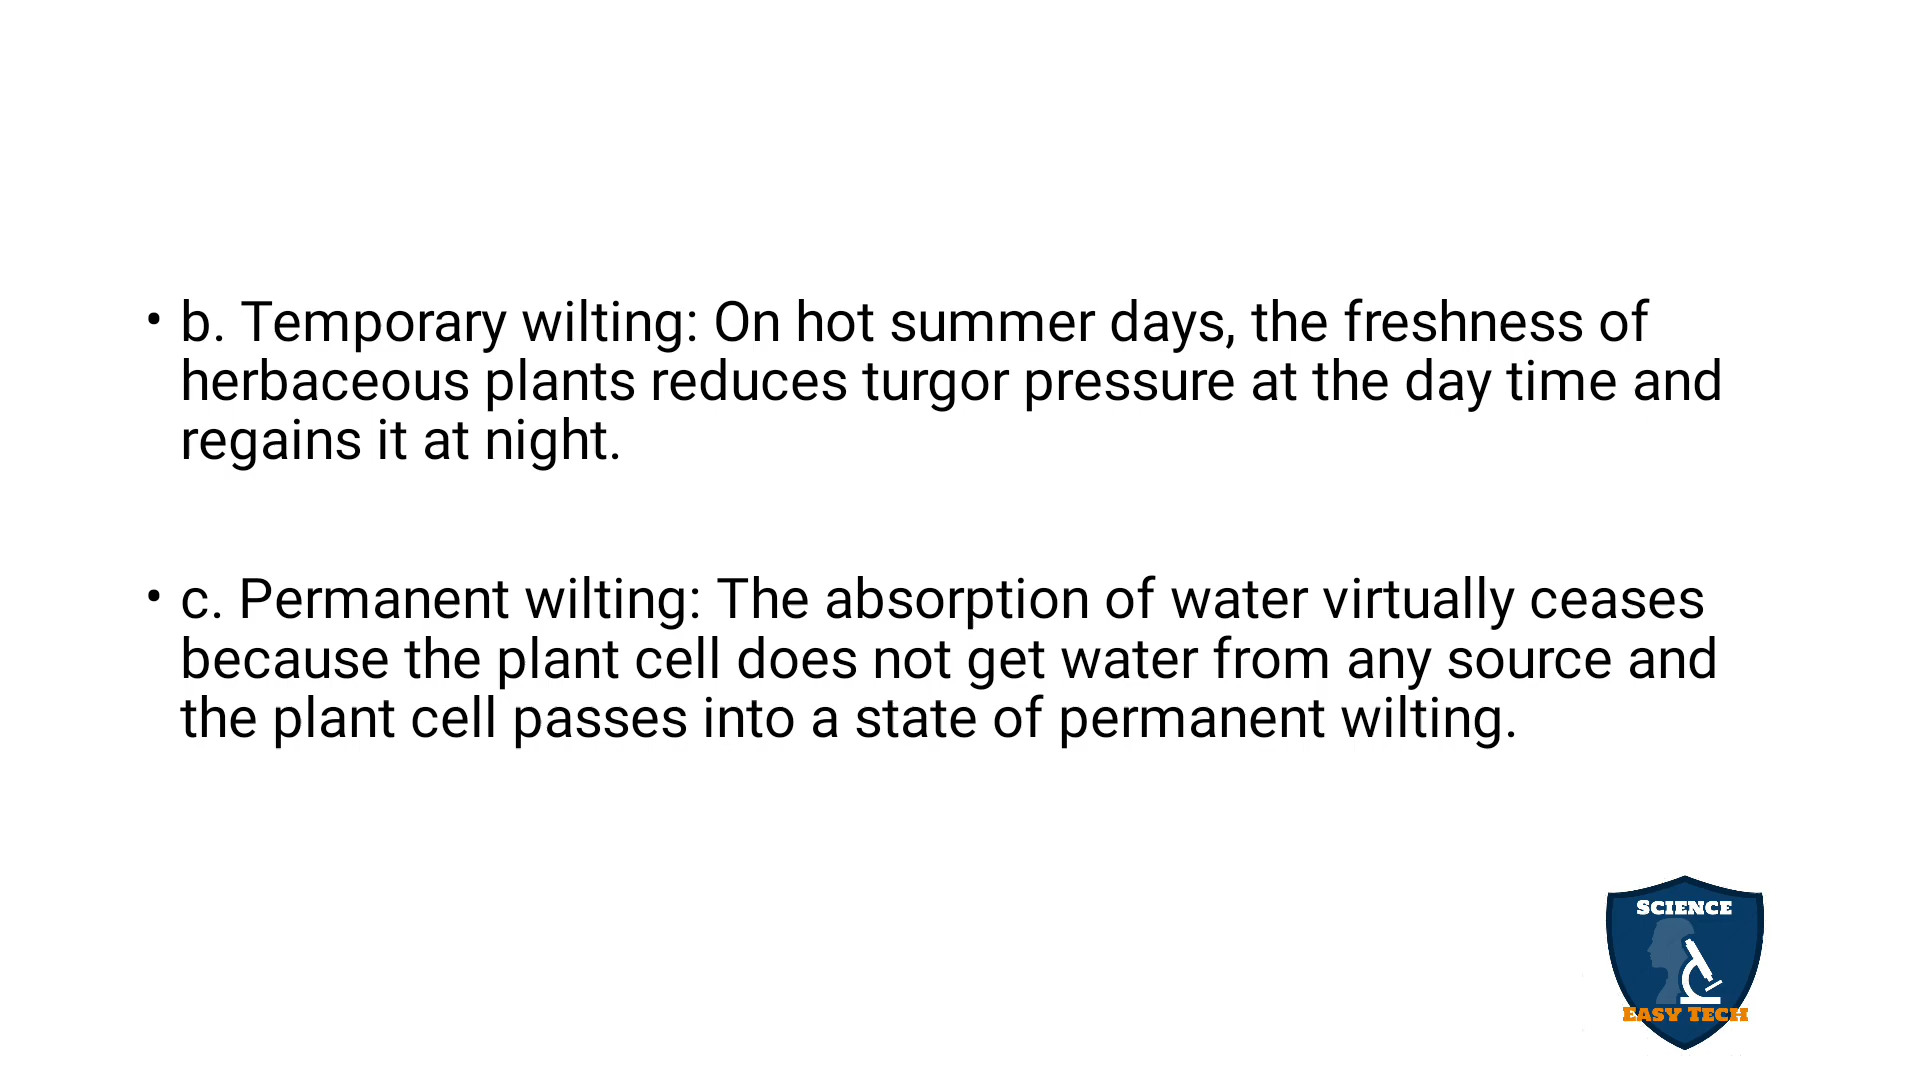 • b. Temporary wilting: On hot summer days, the freshness of
herbaceous plants reduces turgor pressure at the day time and
regains it at night.
• c. Permanent wilting: The absorption of water virtually ceases
because the plant cell does not get water from any source and
the plant cell passes into a state of permanent wilting.
SCIENCE
EASY TECH